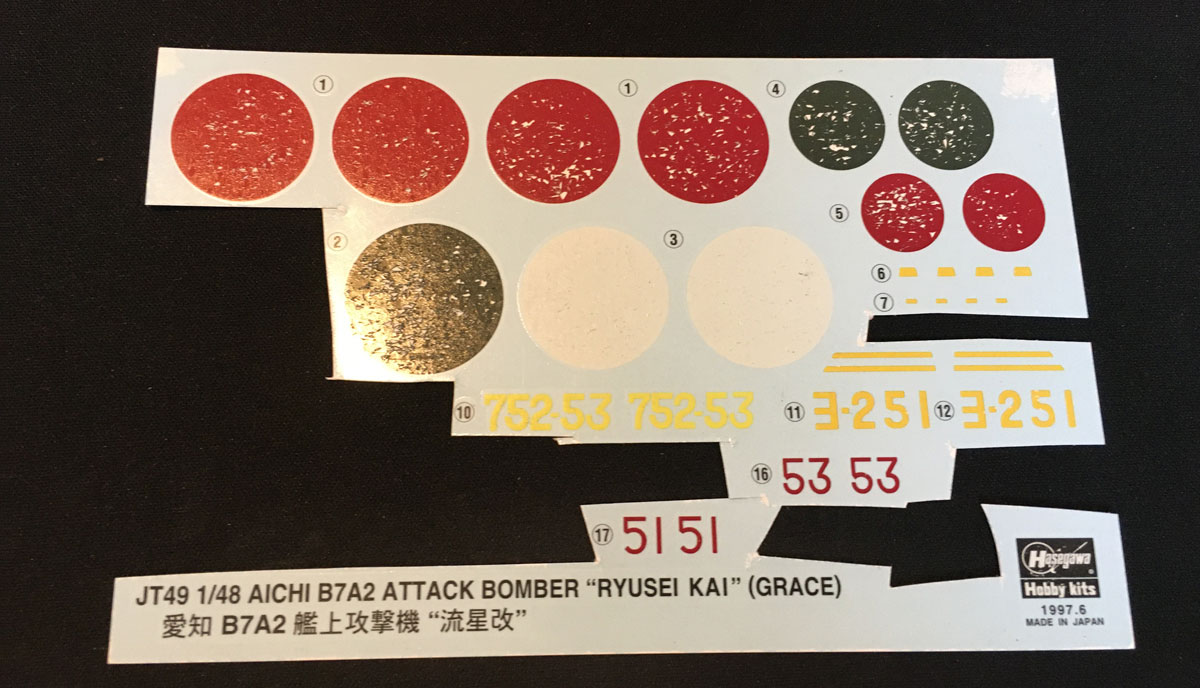 ① ① ④
⑤
② ③
⑥
⑦
⑩ 752-53 752-53 ⑪ ヨ-251 ⑫ ヨ-251
⑯ 53 53
⑰ 51 51
JT49 1/48 AICHI B7A2 ATTACK BOMBER “RYUSEI KAI” (GRACE)
愛知 B7A2 艦上攻撃機 “流星改”
Hasegawa
Hobby kits
1997.6
MADE IN JAPAN